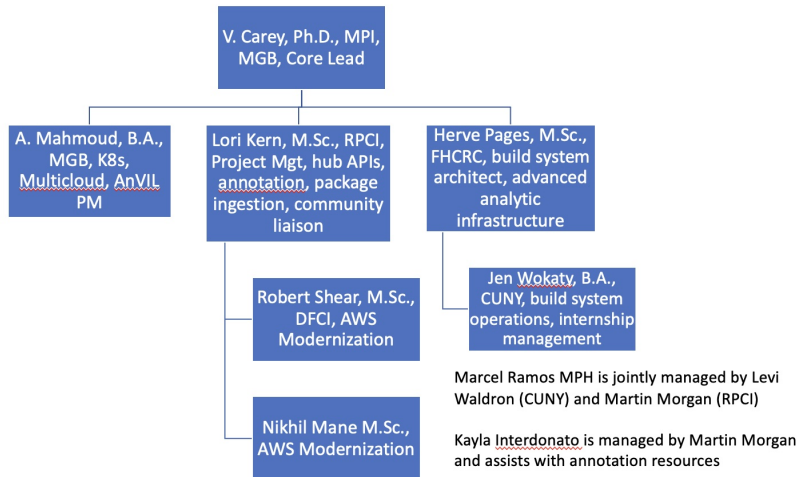 V. Carey, Ph.D., MPI,
MGB, Core Lead
A. Mahmoud, B.A.,
MGB, K8s,
Multicloud, AnVIL
PM
Lori Kern, M.Sc., RPCI,
Project Mgt, hub APIs,
annotation, package
ingestion, community
liaison
Herve Pages, M.Sc.,
FHCRC, build system
architect, advanced
analytic
infrastructure
Robert Shear, M.Sc.,
DFCI, AWS
Modernization
Jen Wokaty, B.A.,
CUNY, build system
operations, internship
management
Nikhil Mane M.Sc.,
AWS Modernization
Marcel Ramos MPH is jointly managed by Levi
Waldron (CUNY) and Martin Morgan (RPCI)
Kayla Interdonato is managed by Martin Morgan
and assists with annotation resources